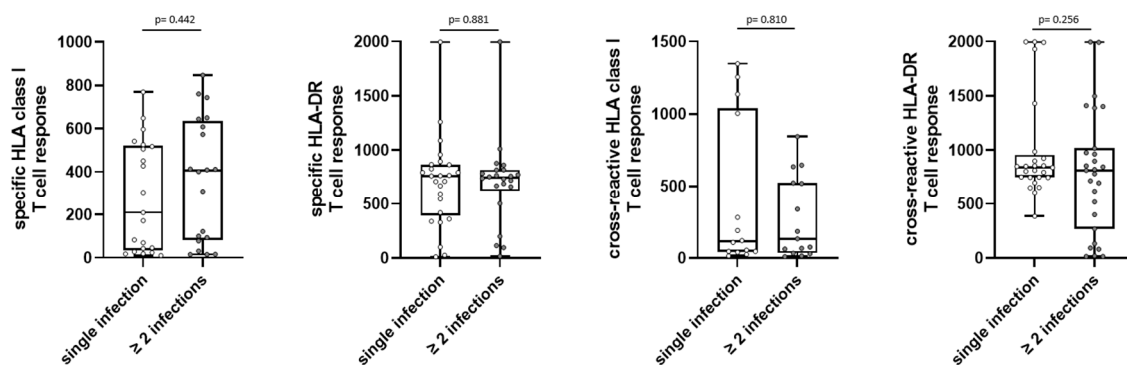 p= 0.442
specific HLA class I
T cell response
1000
800
600
400
200
0
single infection
≥ 2 infections
p= 0.881
specific HLA-DR
T cell response
2000
1500
1000
500
0
single infection
≥ 2 infections
p= 0.810
cross-reactive HLA class I
T cell response
1500
1000
500
0
single infection
≥ 2 infections
p= 0.256
cross-reactive HLA-DR
T cell response
2000
1500
1000
500
0
single infection
≥ 2 infections